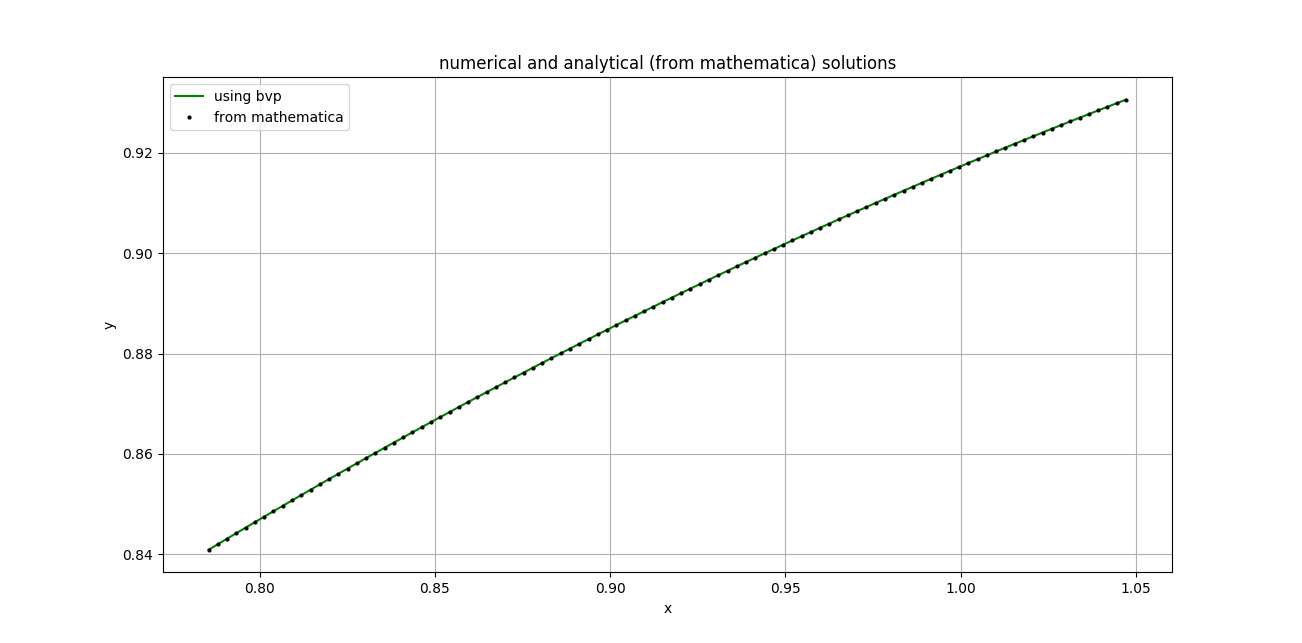 numerical and analytical (from mathematica) solutions
using bvp
from mathematica
y
0.92
0.90
0.88
0.86
0.84
0.80 0.85 0.90 0.95 1.00 1.05
x